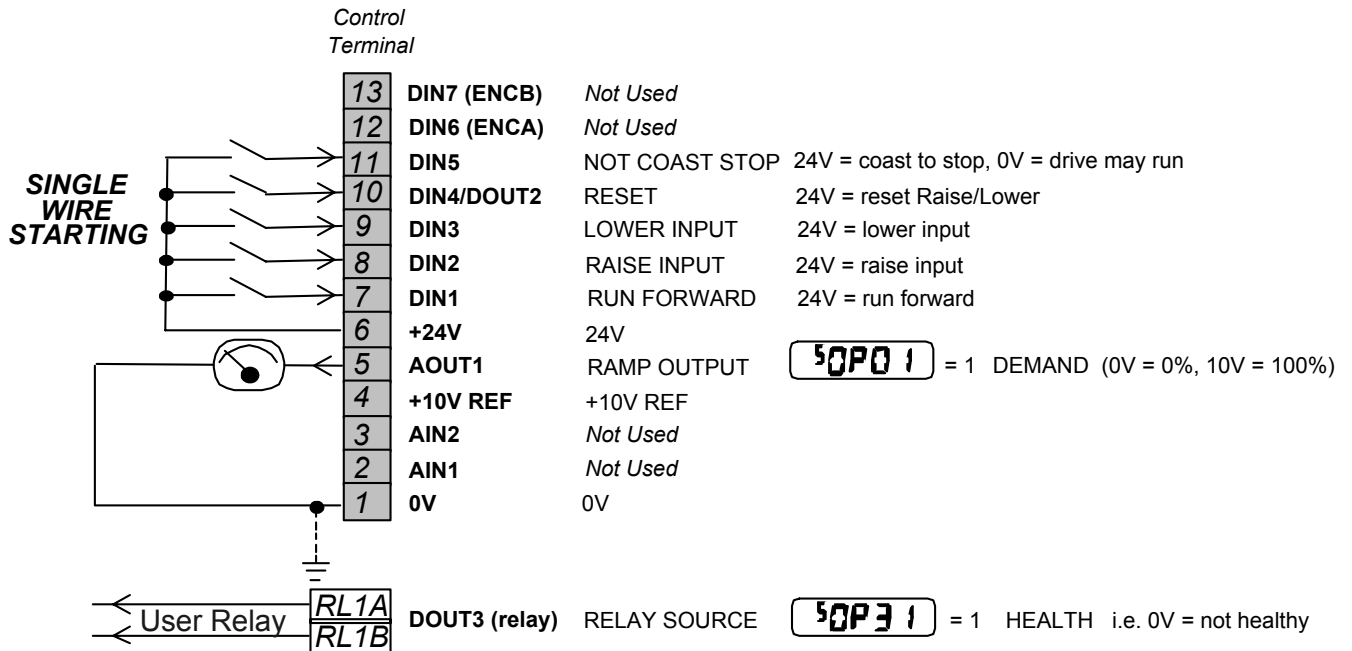 Control
Terminal
13 DIN7 (ENCB) Not Used
12 DIN6 (ENCA) Not Used
11 DIN5 NOT COAST STOP 24V = coast to stop, 0V = drive may run
SINGLE
WIRE
STARTING
10 DIN4/DOUT2 RESET 24V = reset Raise/Lower
9 DIN3 LOWER INPUT 24V = lower input
8 DIN2 RAISE INPUT 24V = raise input
7 DIN1 RUN FORWARD 24V = run forward
6 +24V 24V
5 AOUT1 RAMP OUTPUT SOP01 = 1 DEMAND (0V = 0%, 10V = 100%)
4 +10V REF +10V REF
3 AIN2 Not Used
2 AIN1 Not Used
1 0V 0V
User Relay
RL1A
RL1B
DOUT3 (relay) RELAY SOURCE SOP31 = 1 HEALTH i.e. 0V = not healthy